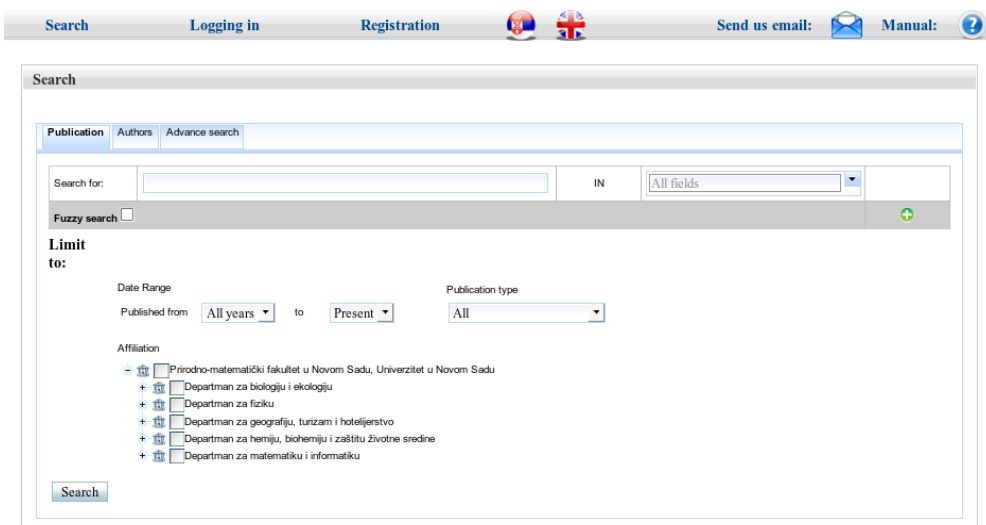 Search Logging in Registration Send us email: Manual:
Search
Publication Authors Advance search
Search for: IN All fields
Fuzzy search
Limit
to:
Date Range Publication type
Published from All years to Present All
Affiliation
Prirodno-matematički fakultet u Novom Sadu, Univerzitet u Novom Sadu
Departman za biologiju i ekologiju
Departman za fiziku
Departman za geografiju, turizam i hotelijerstvo
Departman za hemiju, biohemiju i zaštitu životne sredine
Departman za matematiku i informatiku
Search